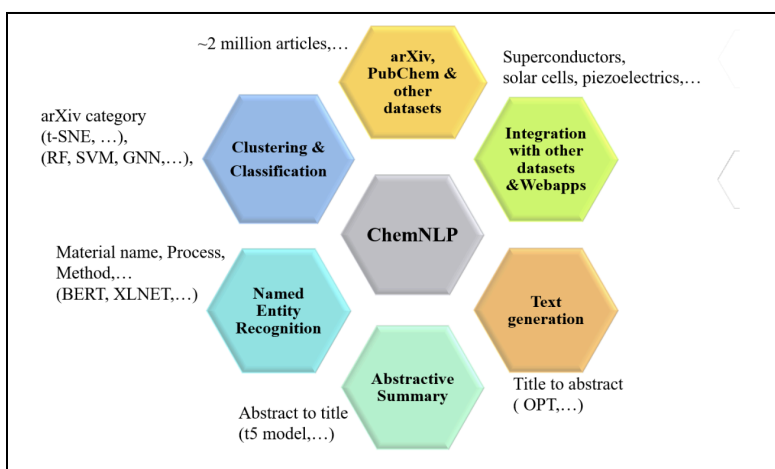 ~2 million articles,…
arXiv,
PubChem &
other
datasets
Superconductors,
solar cells, piezoelectrics,…
arXiv category
(t-SNE, …),
(RF, SVM, GNN,…),
Clustering &
Classification
Integration
with other
datasets
&Webapps
ChemNLP
Material name, Process,
Method,…
(BERT, XLNET,…)
Named
Entity
Recognition
Text
generation
Abstractive
Summary
Title to abstract
( OPT,…)
Abstract to title
(t5 model,…)